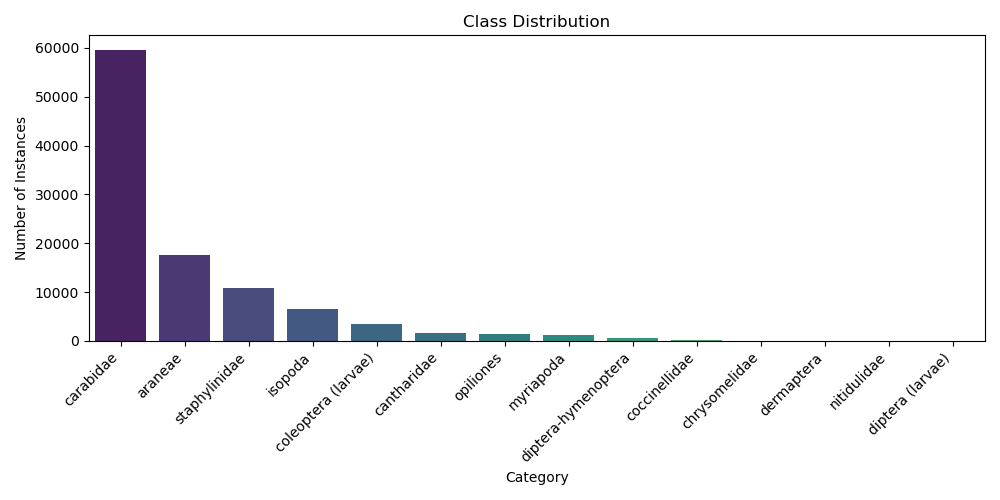 Class Distribution
Number of Instances
60000
50000
40000
30000
20000
10000
0
carabidae
araneae
staphylinidae
isopoda
coleoptera (larvae)
cantharidae
opiliones
myriapoda
diptera-hymenoptera
coccinellidae
chrysomelidae
dermaptera
nitidulidae
diptera (larvae)
Category